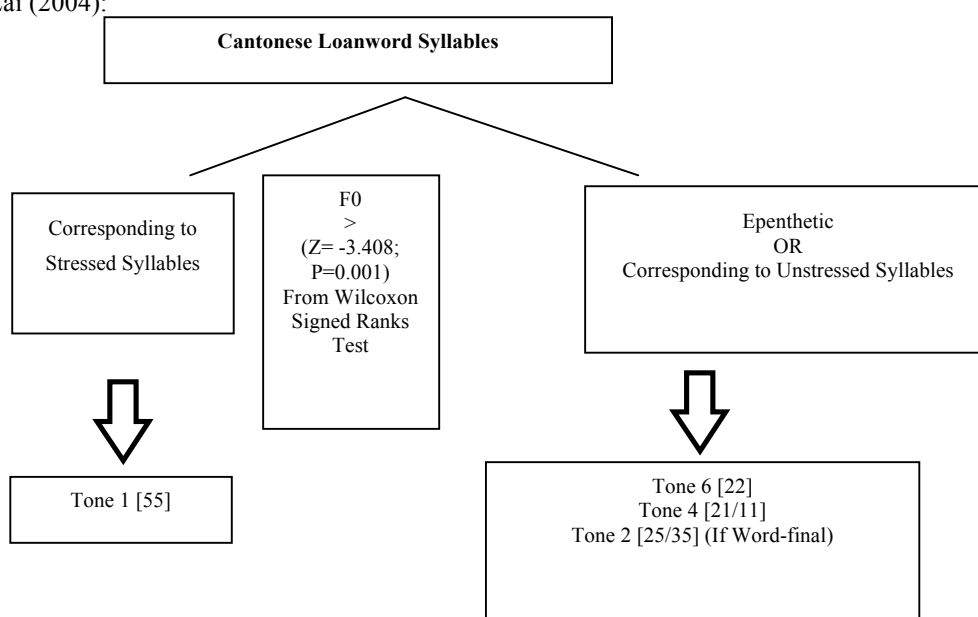 (2004):
Cantonese Loanword Syllables
Corresponding to
Stressed Syllables
F0
>
(Z= -3.408;
P=0.001)
From Wilcoxon
Signed Ranks
Test
Epenthetic
OR
Corresponding to Unstressed Syllables
Tone 1 [55]
Tone 6 [22]
Tone 4 [21/11]
Tone 2 [25/35] (If Word-final)